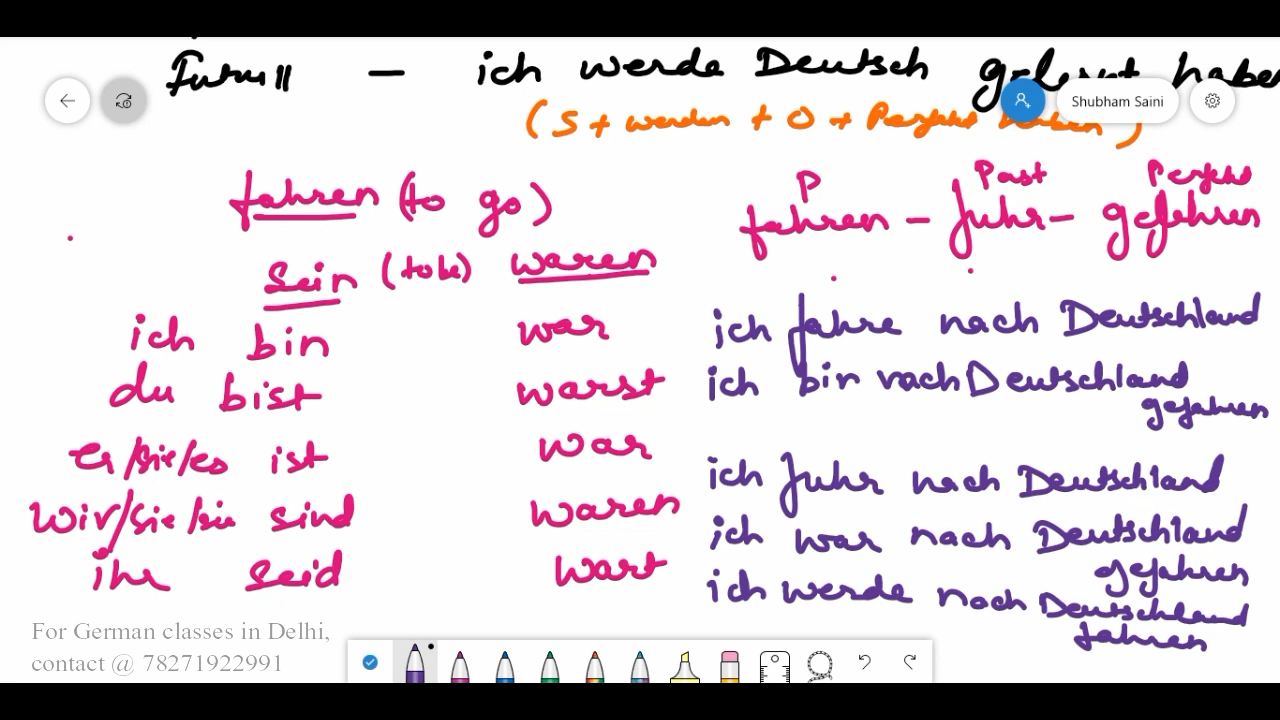 Futur II — ich werde Deutsch gelernt haben
(S + werden + O + Perfekt haben)
Shubham Saini
fahren (to go)
P Past Perfekt
fahren – fuhr – gefahren
sein (to be) waren
ich bin war
du bist warst
er/sie/es ist war
wir/Sie/sie sind waren
ihr seid wart
ich fahre nach Deutschland
ich bin nach Deutschland
gefahren
ich fuhr nach Deutschland
ich war nach Deutschland
gefahren
ich werde nach Deutschland
fahren
For German classes in Delhi,
contact @ 78271922991